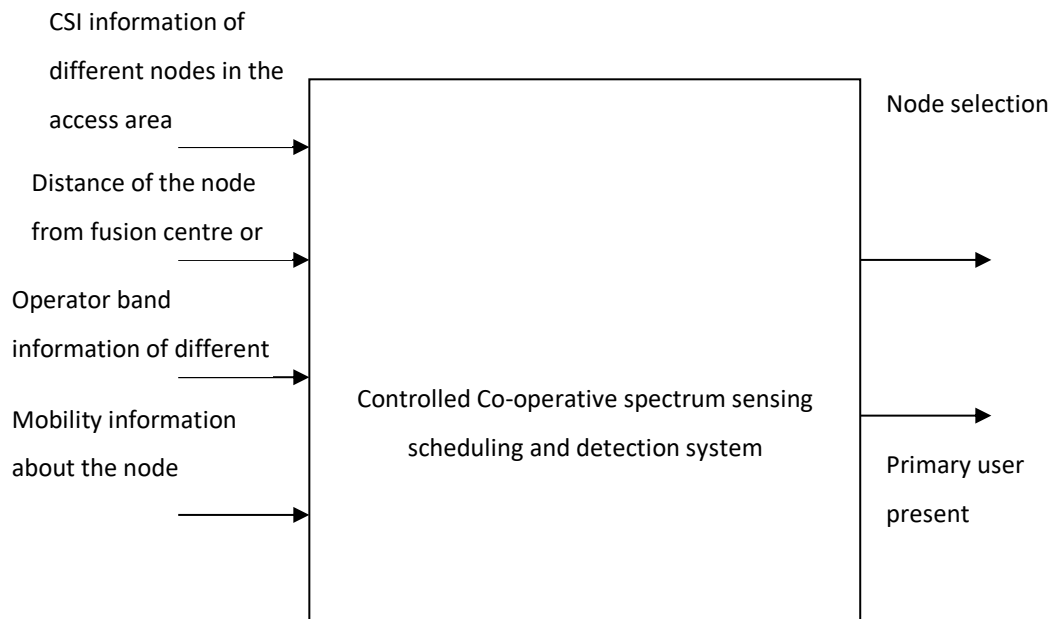 CSI information of
different nodes in the
access area
Distance of the node
from fusion centre or
Operator band
information of different
Mobility information
about the node
Controlled Co-operative spectrum sensing
scheduling and detection system
Node selection
Primary user
present